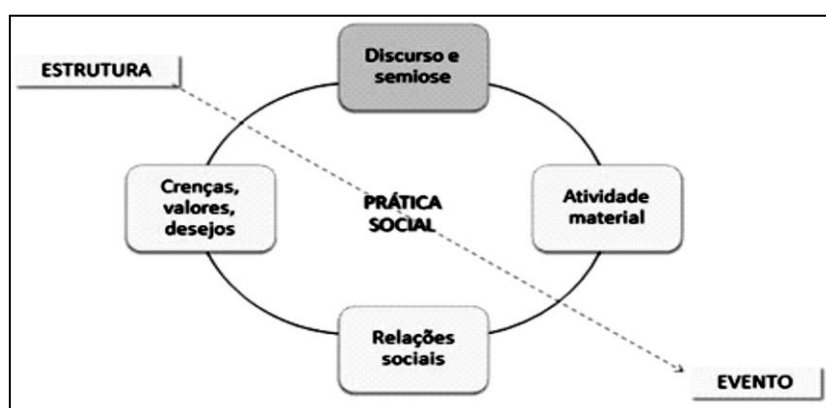 Discurso e
semiose
ESTRUTURA
Crenças,
valores,
desejos
PRÁTICA
SOCIAL
Atividade
material
Relações
sociais
EVENTO